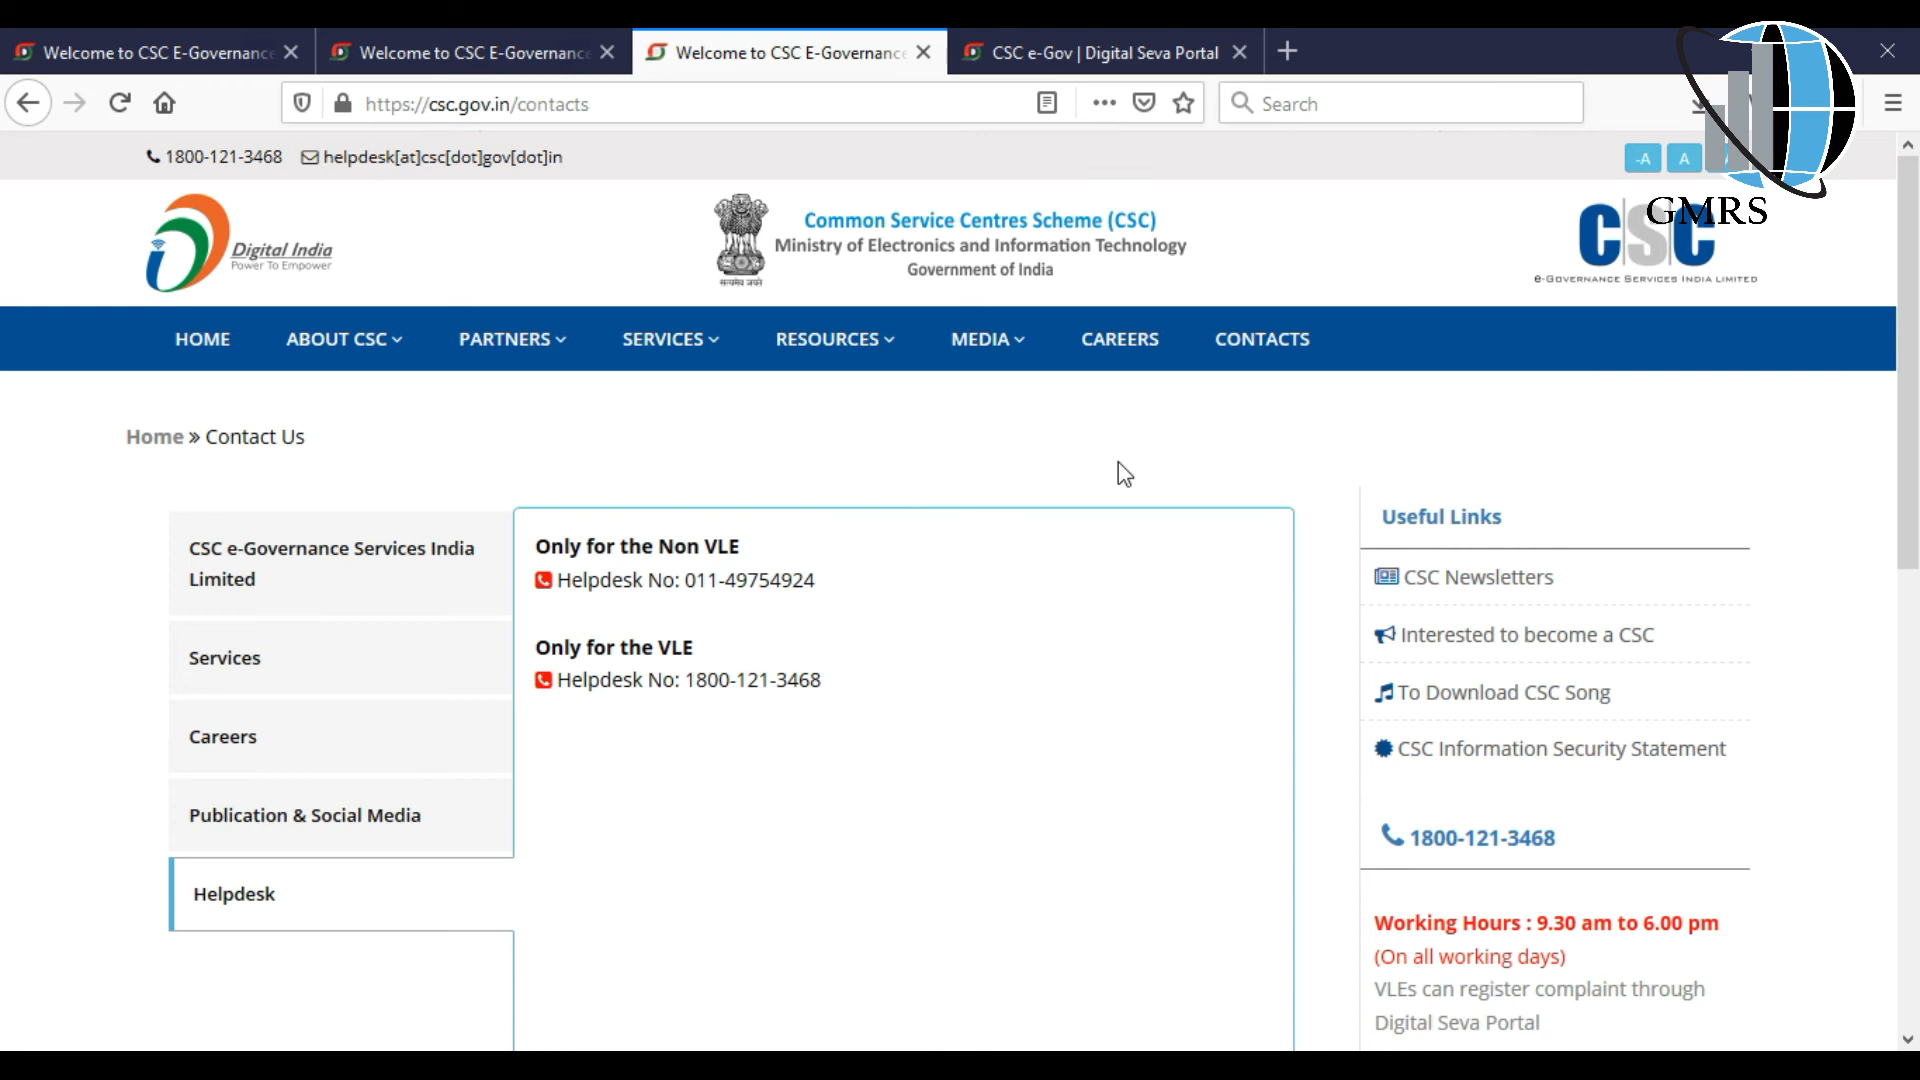 Welcome to CSC E-Governance
Welcome to CSC E-Governance
Welcome to CSC E-Governance
CSC e-Gov | Digital Seva Portal
https://csc.gov.in/contacts
Search
1800-121-3468
helpdesk[at]csc[dot]gov[dot]in
-A
A
GMRS
Digital India
Power To Empower
सत्यमेव जयते
Common Service Centres Scheme (CSC)
Ministry of Electronics and Information Technology
Government of India
CSC
e-Governance Services India Limited
HOME
ABOUT CSC
PARTNERS
SERVICES
RESOURCES
MEDIA
CAREERS
CONTACTS
Home » Contact Us
CSC e-Governance Services India
Limited
Services
Careers
Publication & Social Media
Helpdesk
Only for the Non VLE
Helpdesk No: 011-49754924
Only for the VLE
Helpdesk No: 1800-121-3468
Useful Links
CSC Newsletters
Interested to become a CSC
To Download CSC Song
CSC Information Security Statement
1800-121-3468
Working Hours : 9.30 am to 6.00 pm
(On all working days)
VLEs can register complaint through
Digital Seva Portal